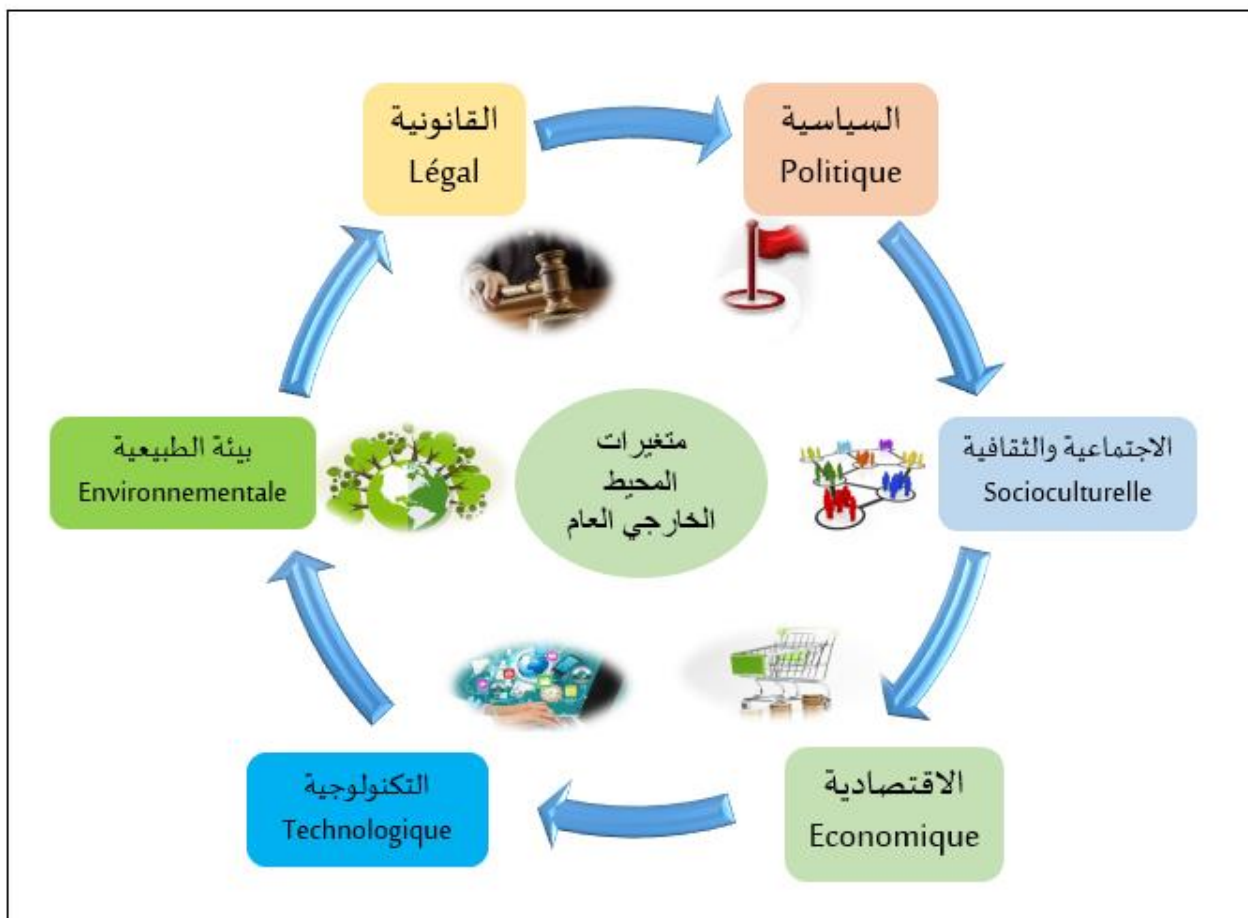 القانونية
Légal
السياسية
Politique
بيئة الطبيعية
Environnementale
متغيرات
المحيط
الخارجي العام
الاجتماعية والثقافية
Socioculturelle
التكنولوجية
Technologique
الاقتصادية
Economique